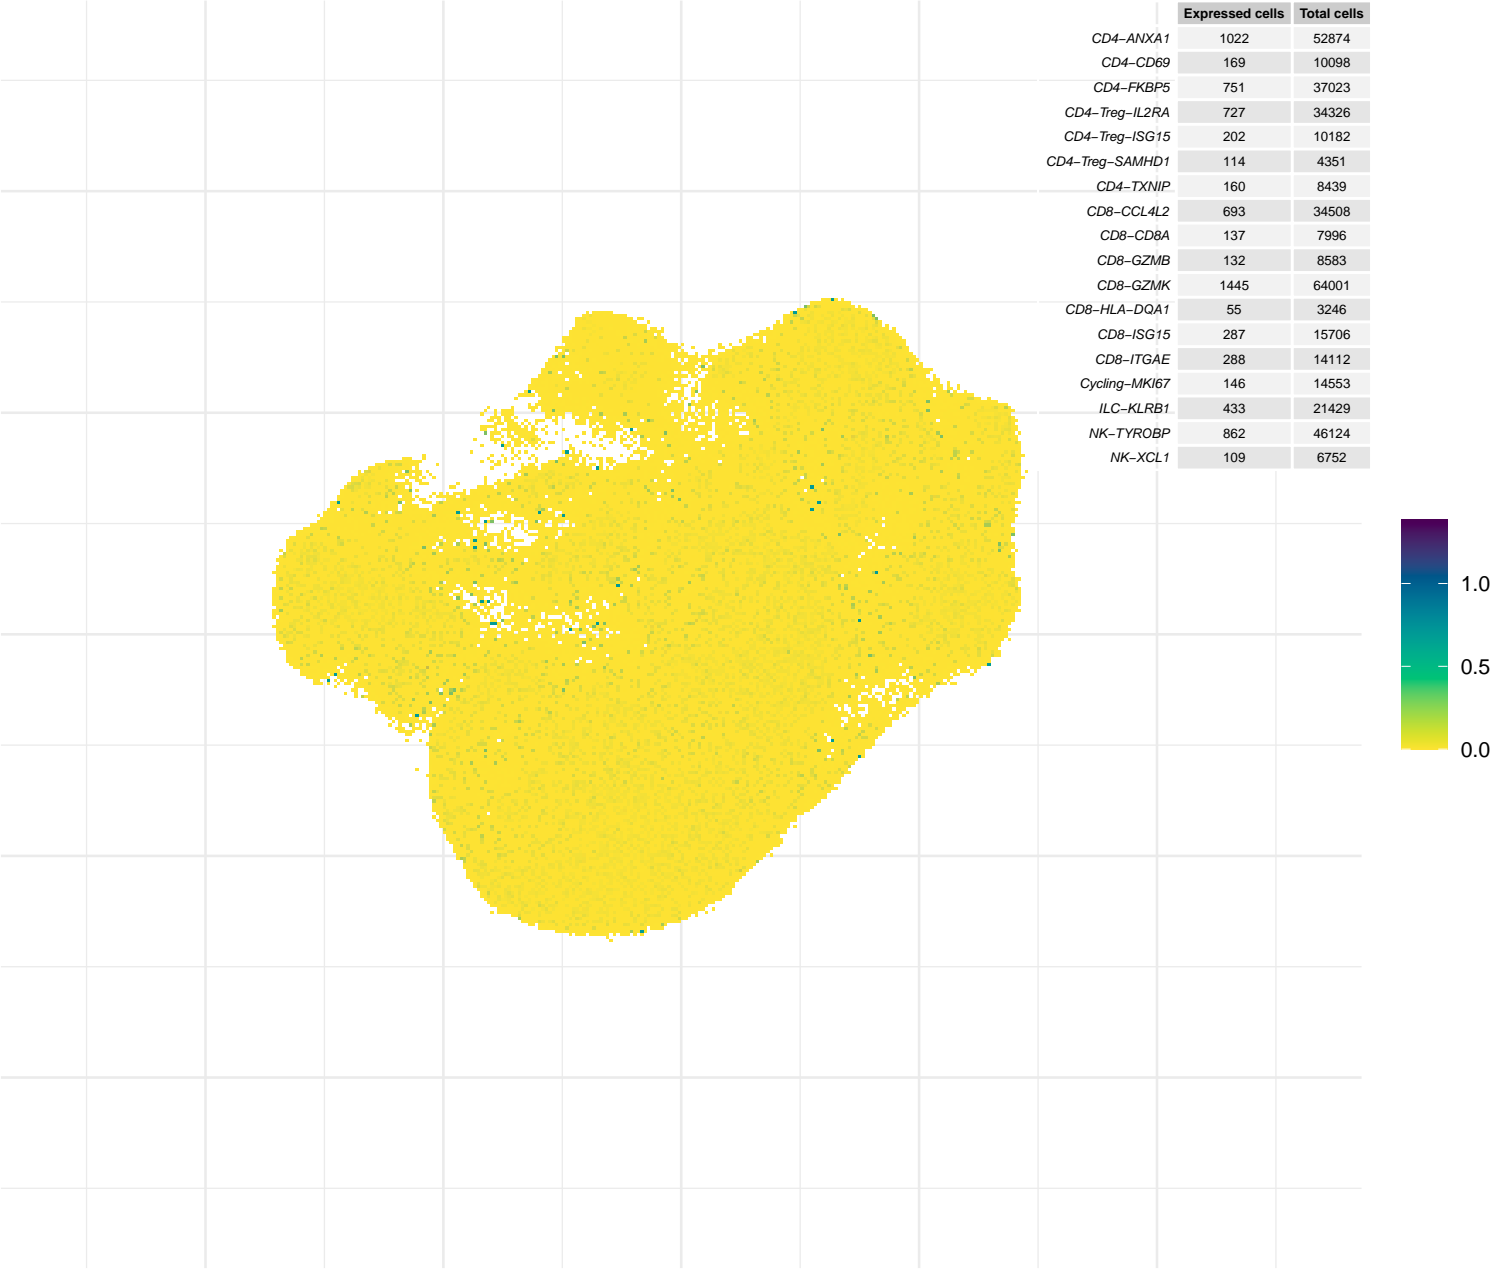 Expressed cells Total cells
CD4−ANXA1 1022 52874
CD4−CD69 169 10098
CD4−FKBP5 751 37023
CD4−Treg−IL2RA 727 34326
CD4−Treg−ISG15 202 10182
CD4−Treg−SAMHD1 114 4351
CD4−TXNIP 160 8439
CD8−CCL4L2 693 34508
CD8−CD8A 137 7996
CD8−GZMB 132 8583
CD8−GZMK 1445 64001
CD8−HLA−DQA1 55 3246
CD8−ISG15 287 15706
CD8−ITGAE 288 14112
Cycling−MKI67 146 14553
ILC−KLRB1 433 21429
NK−TYROBP 862 46124
NK−XCL1 109 6752
1.0
0.5
0.0